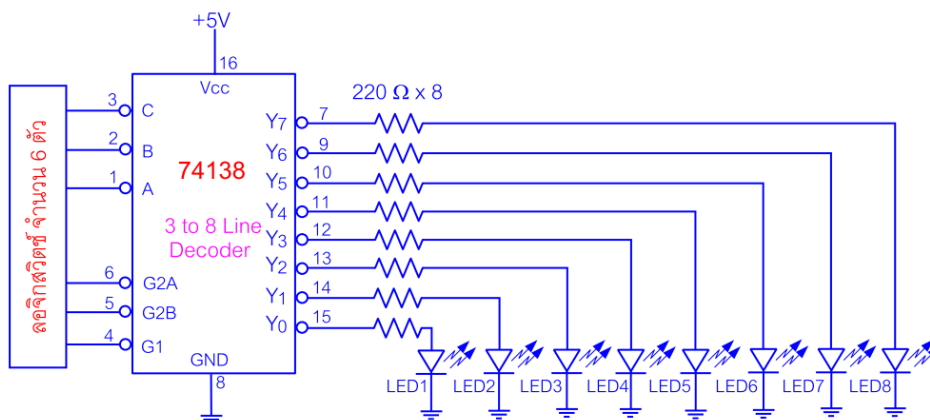 +5V
16
Vcc
ลอจิกสวิตช์ จำนวน 6 ตัว
3
C
2
B
1
A
74138
3 to 8 Line
Decoder
6
G2A
5
G2B
4
G1
GND
8
220 Ω x 8
Y7
7
Y6
9
Y5
10
Y4
11
Y3
12
Y2
13
Y1
14
Y0
15
LED1
LED2
LED3
LED4
LED5
LED6
LED7
LED8